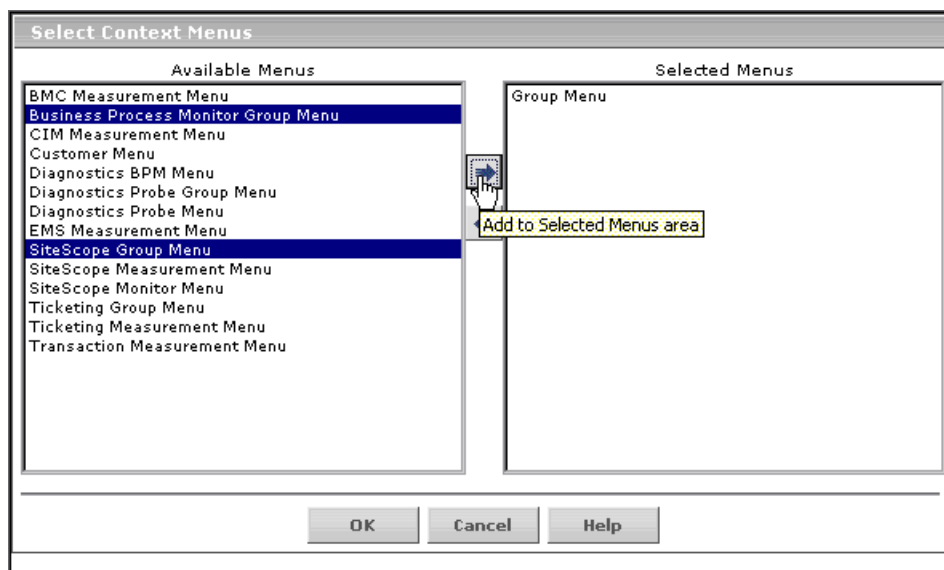 Select Context Menus
Available Menus
Selected Menus
BMC Measurement Menu
Business Process Monitor Group Menu
CIM Measurement Menu
Customer Menu
Diagnostics BPM Menu
Diagnostics Probe Group Menu
Diagnostics Probe Menu
EMS Measurement Menu
SiteScope Group Menu
SiteScope Measurement Menu
SiteScope Monitor Menu
Ticketing Group Menu
Ticketing Measurement Menu
Transaction Measurement Menu
Group Menu
Add to Selected Menus area
OK
Cancel
Help